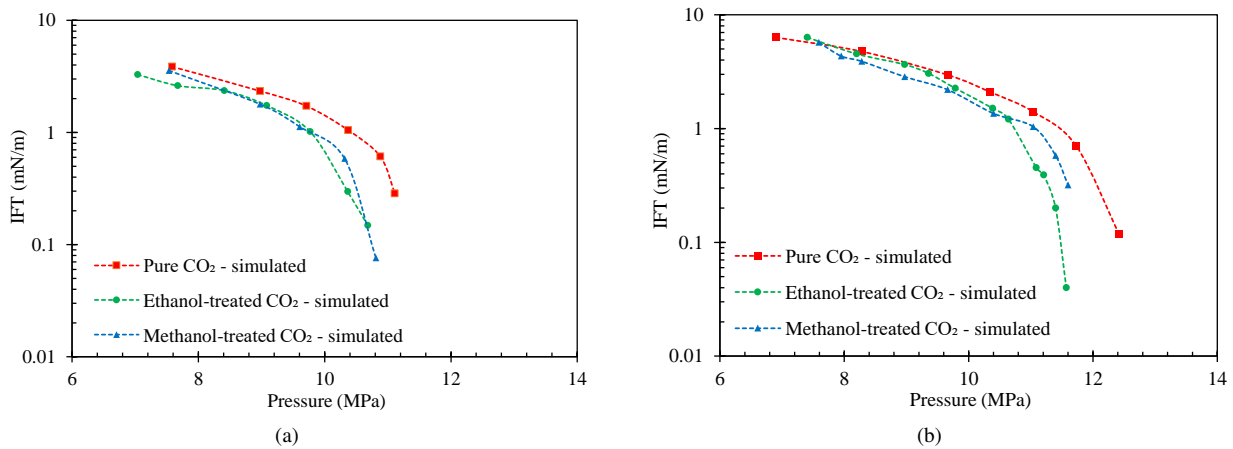 10
1
0.1
0.01
IFT (mN/m)
Pure CO₂ - simulated
Ethanol-treated CO₂ - simulated
Methanol-treated CO₂ - simulated
6 8 10 12 14
Pressure (MPa)
(a)
10
1
0.1
0.01
IFT (mN/m)
Pure CO₂ - simulated
Ethanol-treated CO₂ - simulated
Methanol-treated CO₂ - simulated
6 8 10 12 14
Pressure (MPa)
(b)